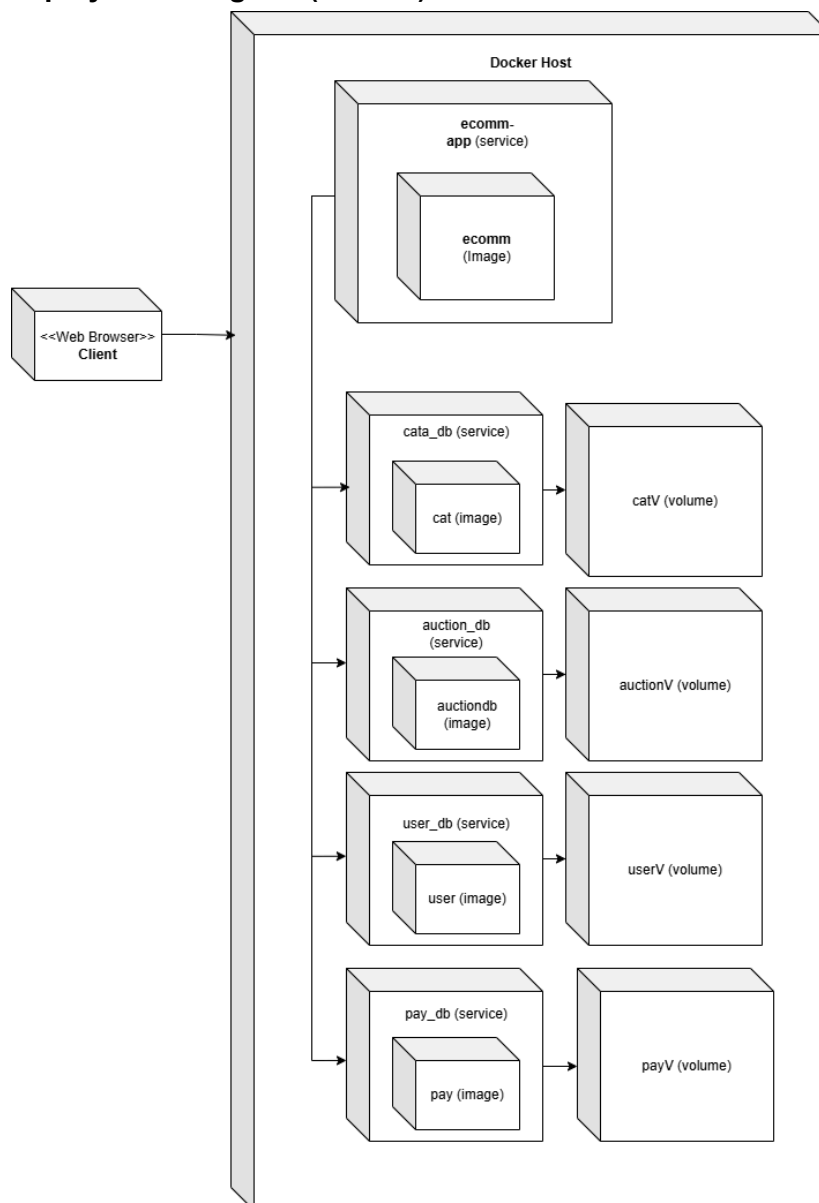 Docker Host
ecomm-
app (service)
ecomm
(Image)
<<Web Browser>>
Client
cata_db (service)
cat (image)
catV (volume)
auction_db
(service)
auctiondb
(image)
auctionV (volume)
user_db (service)
user (image)
userV (volume)
pay_db (service)
pay (image)
payV (volume)